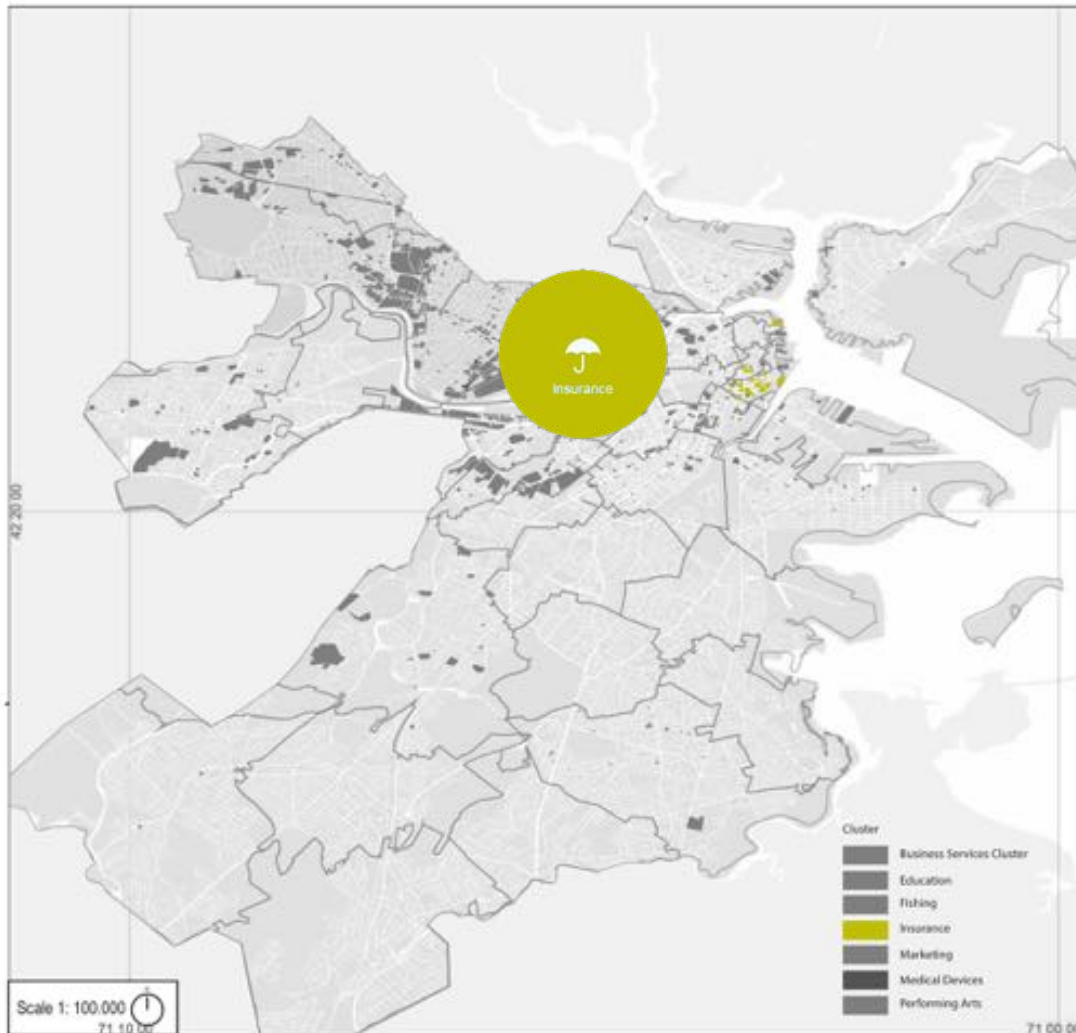 Insurance
42 20 00
Cluster
Business Services Cluster
Education
Fishing
Insurance
Marketing
Medical Devices
Performing Arts
Scale 1: 100.000
71 10 00
71 00 00